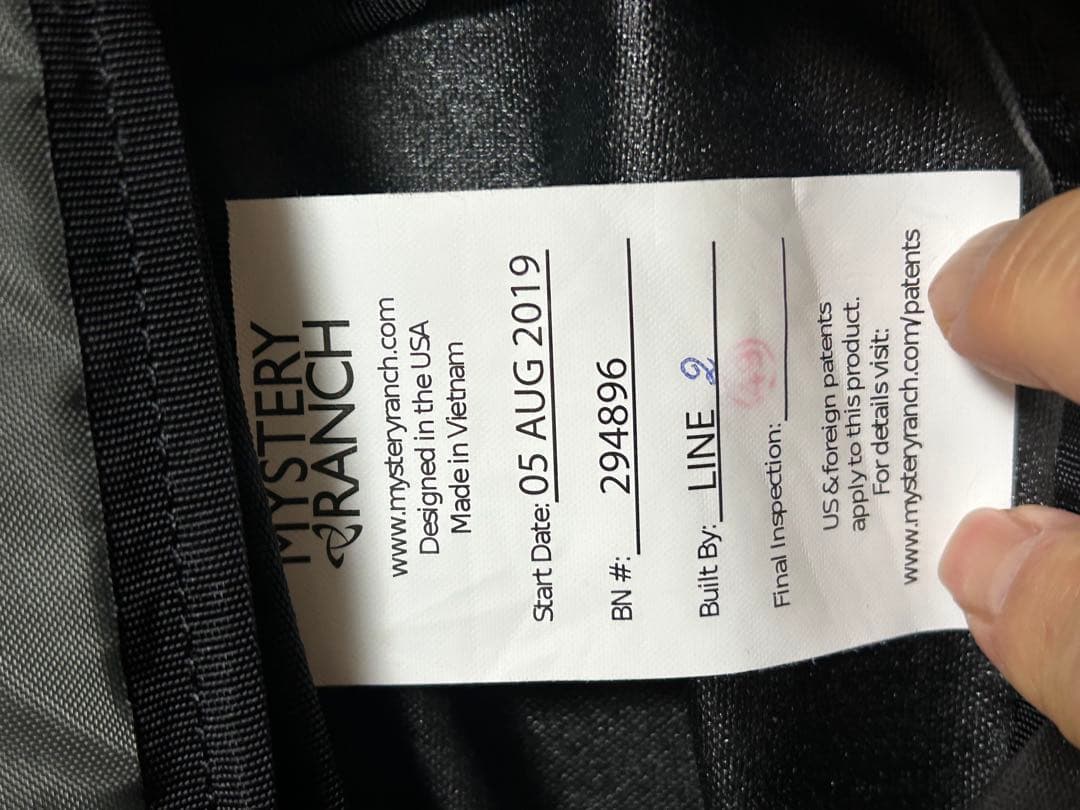 MYSTERY
RANCH
www.mysteryranch.com
Designed in the USA
Made in Vietnam
Start Date: 05 AUG 2019
BN #: 294896
Built By: LINE 2
Final Inspection:
US & foreign patents
apply to this product.
For details visit:
www.mysteryranch.com/patents